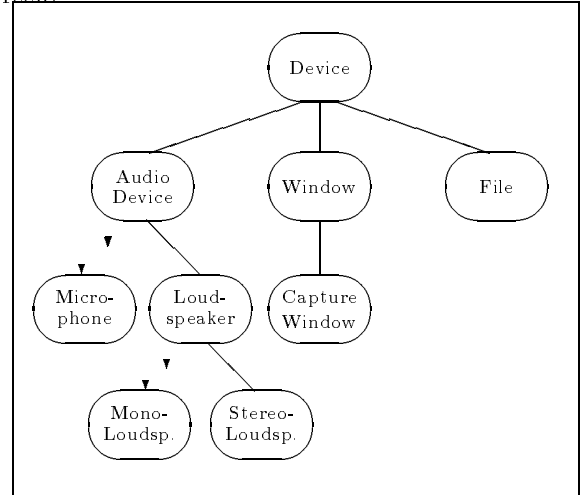 Device
Audio
Device
Window
File
Micro-
phone
Loud-
speaker
Capture
Window
Mono-
Loudsp.
Stereo-
Loudsp.